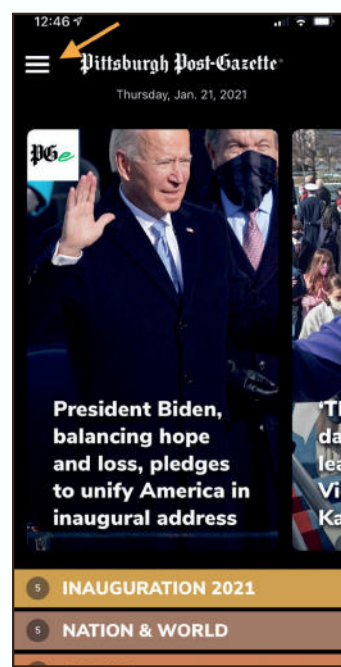 12:46
Pittsburgh Post-Gazette
Thursday, Jan. 21, 2021
PGe
President Biden,
balancing hope
and loss, pledges
to unify America in
inaugural address
5 INAUGURATION 2021
5 NATION & WORLD